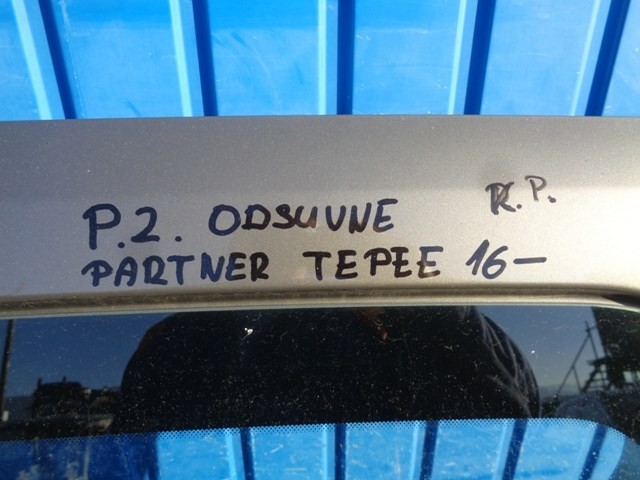 P.2. ODSUVNE R.P.
PARTNER TEPEE 16-